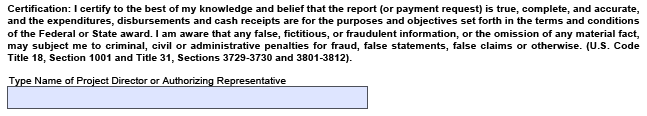 Certification: I certify to the best of my knowledge and belief that the report (or payment request) is true, complete, and accurate,
and the expenditures, disbursements and cash receipts are for the purposes and objectives set forth in the terms and conditions
of the Federal or State award. I am aware that any false, fictitious, or fraudulent information, or the omission of any material fact,
may subject me to criminal, civil or administrative penalties for fraud, false statements, false claims or otherwise. (U.S. Code
Title 18, Section 1001 and Title 31, Sections 3729-3730 and 3801-3812).
Type Name of Project Director or Authorizing Representative